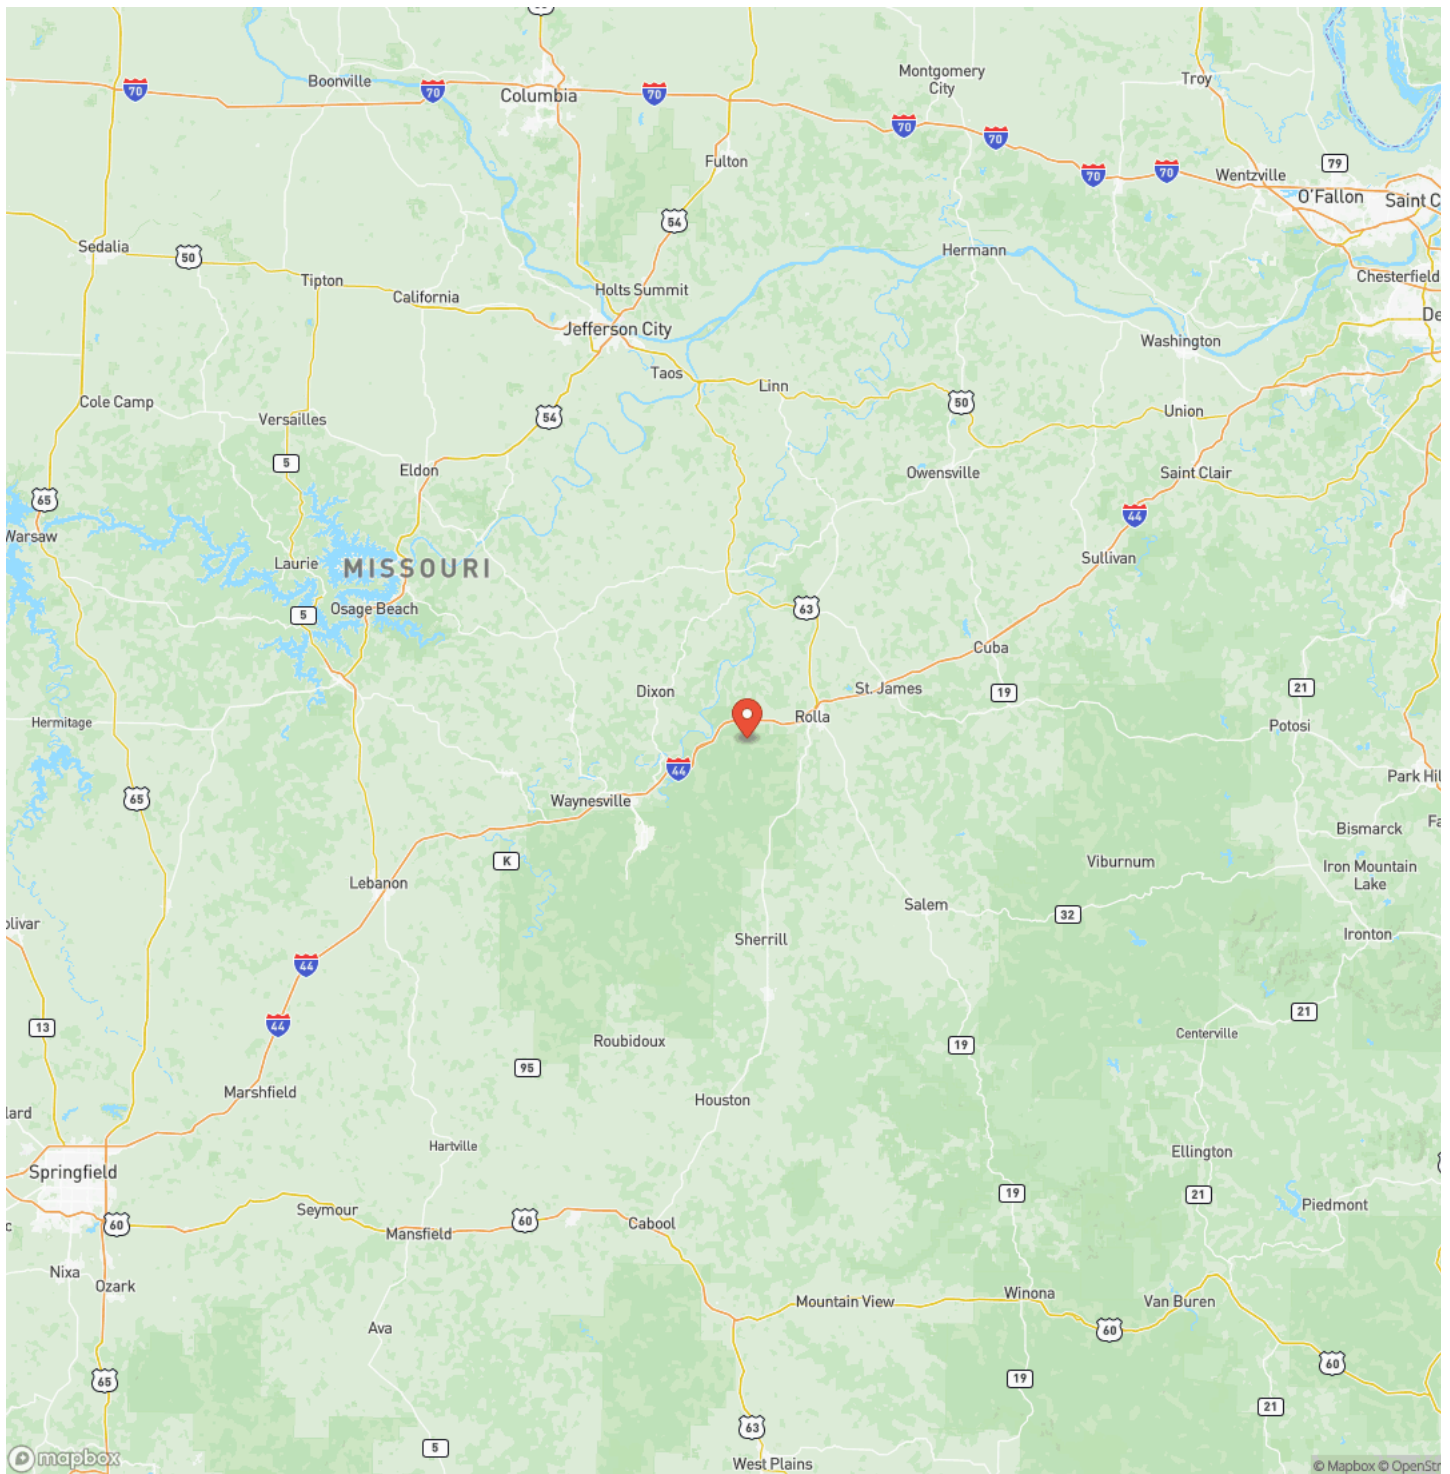 63
70
Boonville
70
Columbia
70
Montgomery
City
Troy
70
70
Fulton
79
70
70
Wentzville
O'Fallon
Saint C
54
Sedalia
50
Hermann
Tipton
California
Holts Summit
Chesterfield
De
Jefferson City
Washington
Taos
Linn
Cole Camp
Versailles
54
50
Union
5
Eldon
Owensville
Saint Clair
65
44
Warsaw
Laurie
MISSOURI
Sullivan
5
Osage Beach
63
Cuba
Dixon
St. James
19
21
Hermitage
Rolla
Potosi
44
Park Hil
65
Waynesville
Bismarck
Fa
K
Viburnum
Iron Mountain
Lake
Lebanon
Salem
32
olivar
Sherrill
Ironton
44
21
13
44
Centerville
Roubidoux
19
95
Marshfield
Houston
lard
Hartville
Ellington
Springfield
19
21
Piedmont
Seymour
60
60
Cabool
Mansfield
c
Nixa
Ozark
Winona
Mountain View
Van Buren
Ava
60
60
65
19
21
63
5
mapbox
West Plains
© Mapbox © OpenStr